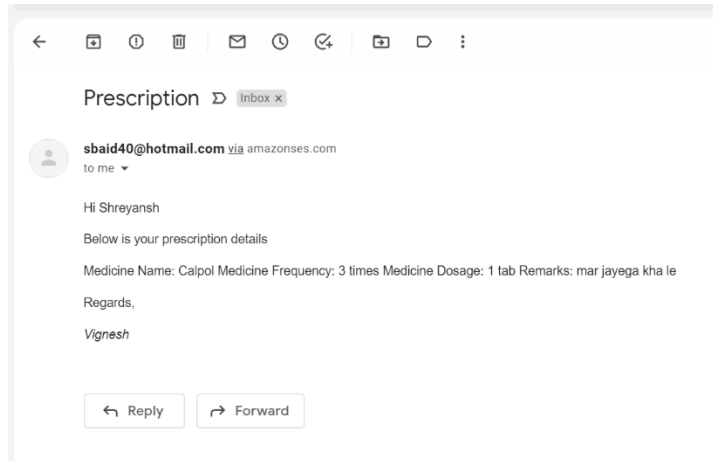 Prescription Inbox x
sbaid40@hotmail.com via amazonses.com
to me
Hi Shreyansh
Below is your prescription details
Medicine Name: Calpol Medicine Frequency: 3 times Medicine Dosage: 1 tab Remarks: mar jayega kha le
Regards,
Vignesh
Reply Forward